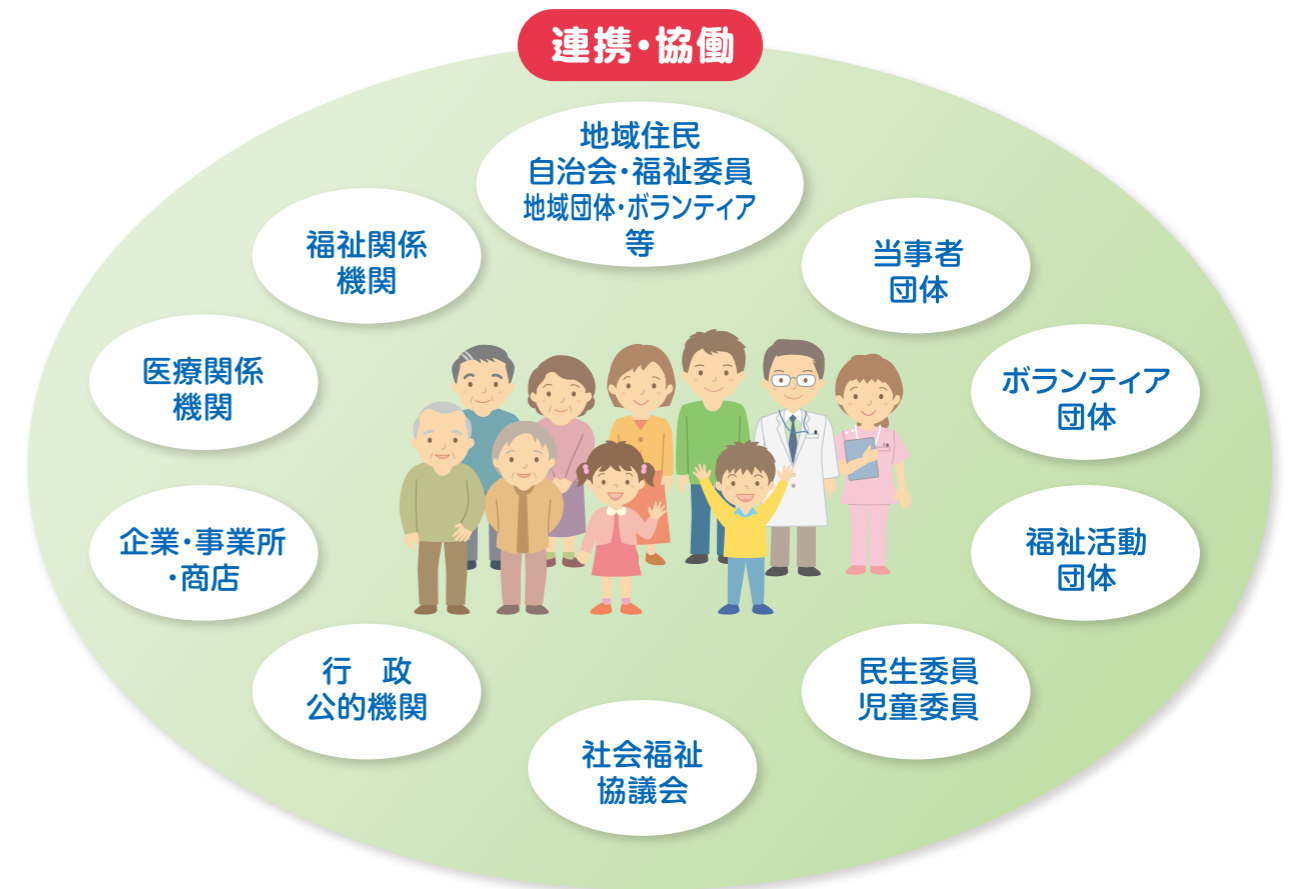 連携・協働
地域住民
自治会・福祉委員
地域団体・ボランティア
等
当事者
団体
ボランティア
団体
福祉活動
団体
民生委員
児童委員
社会福祉
協議会
行　政
公的機関
企業・事業所
・商店
医療関係
機関
福祉関係
機関